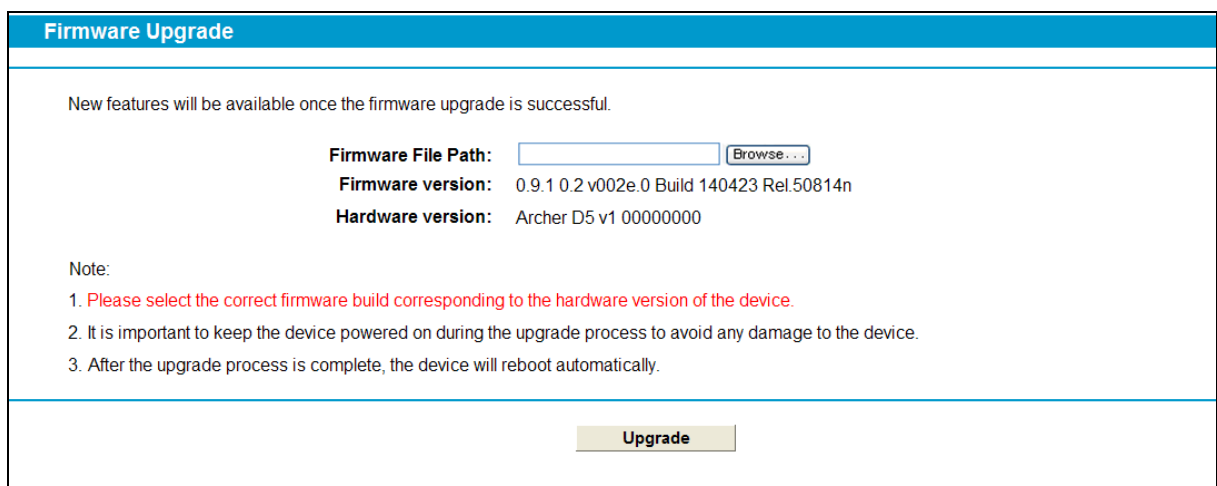 Firmware Upgrade
New features will be available once the firmware upgrade is successful.
Firmware File Path: Browse...
Firmware version: 0.9.1 0.2 v002e.0 Build 140423 Rel.50814n
Hardware version: Archer D5 v1 00000000
Note:
1. Please select the correct firmware build corresponding to the hardware version of the device.
2. It is important to keep the device powered on during the upgrade process to avoid any damage to the device.
3. After the upgrade process is complete, the device will reboot automatically.
Upgrade